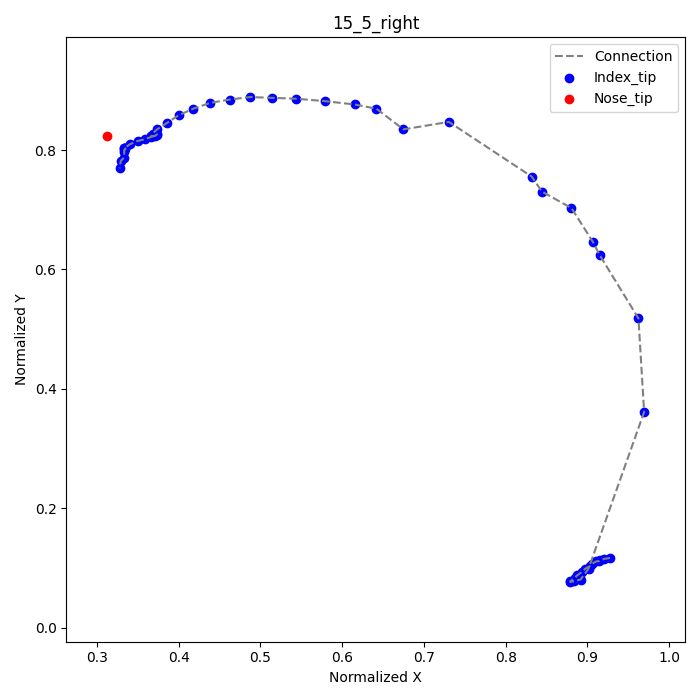 15_5_right
Connection
Index_tip
Nose_tip
Normalized Y
0.8
0.6
0.4
0.2
0.0
0.3 0.4 0.5 0.6 0.7 0.8 0.9 1.0
Normalized X